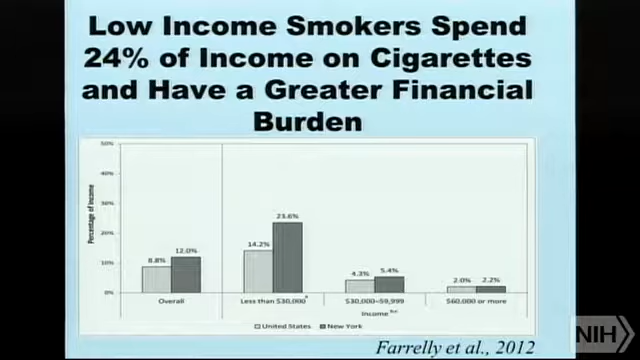 Low Income Smokers Spend
24% of Income on Cigarettes
and Have a Greater Financial
Burden
50%
40%
30%
20%
10%
0%
Percentage of Income
8.8%
12.0%
14.2%
23.6%
4.3%
5.4%
2.0%
2.2%
Overall
Less than $30,000
$30,000-59,999
$60,000 or more
Income
United States
New York
Farrelly et al., 2012
NIH